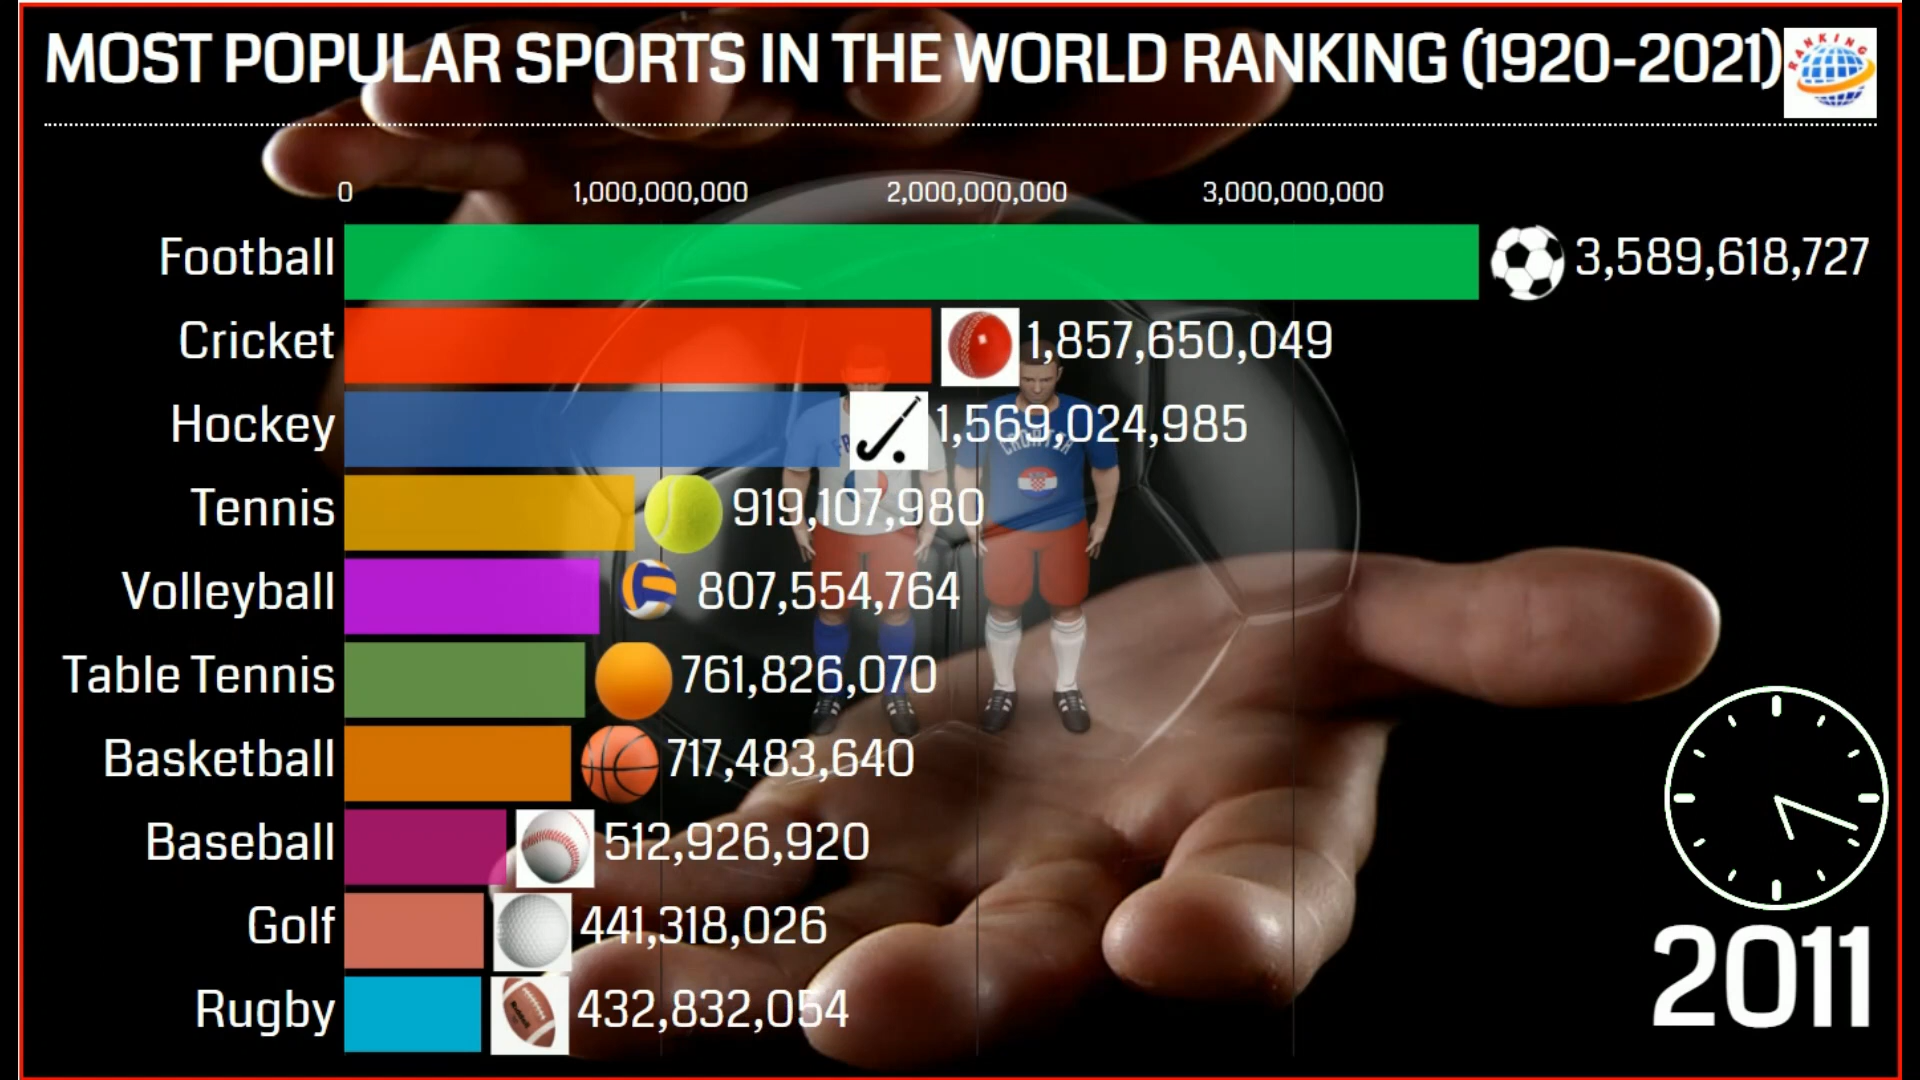 MOST POPULAR SPORTS IN THE WORLD RANKING (1920-2021)
RANKING
0 1,000,000,000 2,000,000,000 3,000,000,000
Football 3,589,618,727
Cricket 1,857,650,049
Hockey 1,569,024,985
Tennis 919,107,980
Volleyball 807,554,764
Table Tennis 761,826,070
Basketball 717,483,640
Baseball 512,926,920
Golf 441,318,026
Rugby 432,832,054
2011